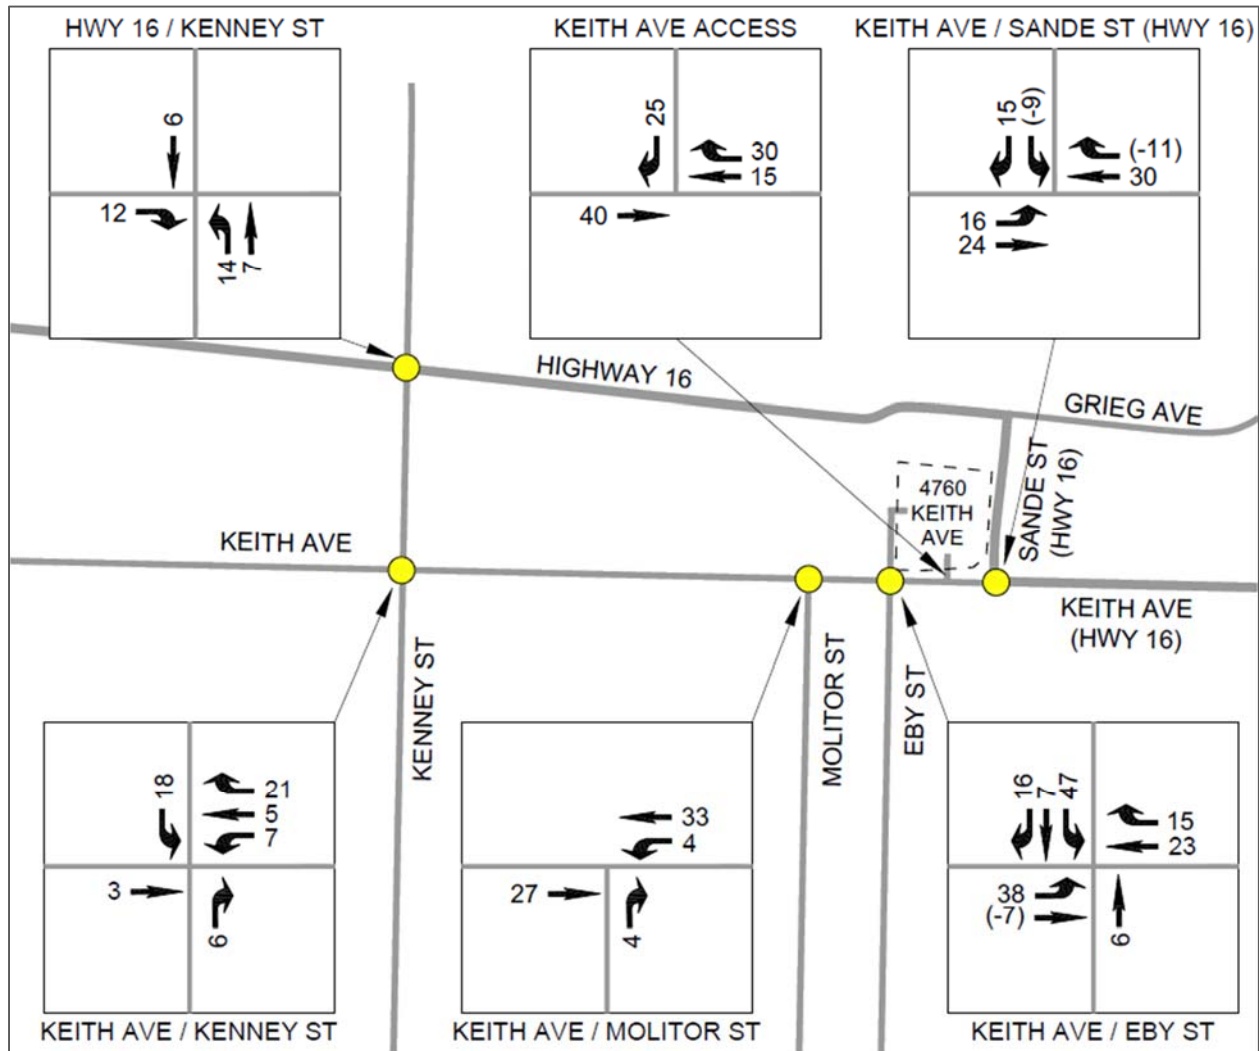 HWY 16 / KENNEY ST
6
12
14
7
KEITH AVE ACCESS
25
30
15
40
KEITH AVE / SANDE ST (HWY 16)
15
(-9)
(-11)
30
16
24
HIGHWAY 16
GRIEG AVE
SANDE ST
(HWY 16)
4760
KEITH
AVE
KEITH AVE
KEITH AVE
(HWY 16)
KENNEY ST
MOLITOR ST
EBY ST
18
21
5
7
3
6
KEITH AVE / KENNEY ST
33
4
27
4
KEITH AVE / MOLITOR ST
16
7
47
15
23
38
(-7)
6
KEITH AVE / EBY ST